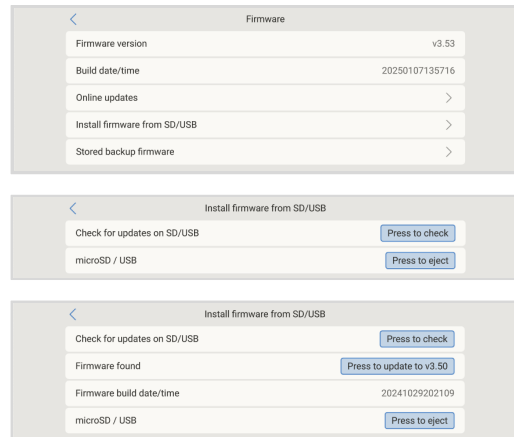 Firmware
Firmware version v3.53
Build date/time 20250107135716
Online updates
Install firmware from SD/USB
Stored backup firmware
Install firmware from SD/USB
Check for updates on SD/USB Press to check
microSD / USB Press to eject
Install firmware from SD/USB
Check for updates on SD/USB Press to check
Firmware found Press to update to v3.50
Firmware build date/time 20241029202109
microSD / USB Press to eject